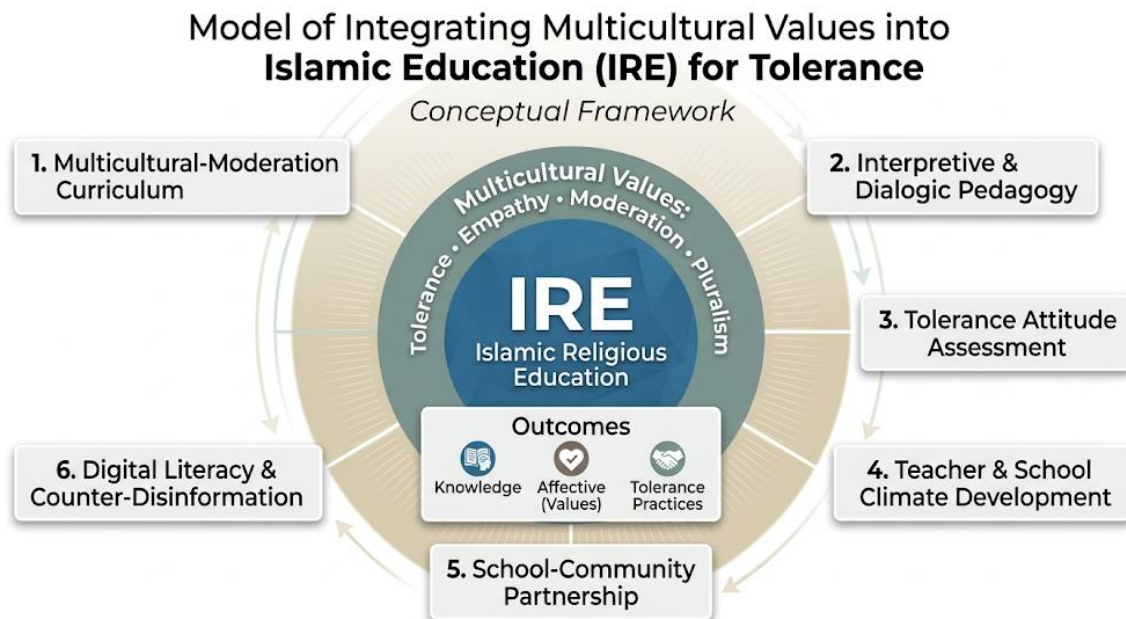 Model of Integrating Multicultural Values into
Islamic Education (IRE) for Tolerance
Conceptual Framework
1. Multicultural-Moderation
Curriculum
2. Interpretive &
Dialogic Pedagogy
Multicultural Values:
Tolerance • Empathy • Moderation • Pluralism
IRE
Islamic Religious
Education
3. Tolerance Attitude
Assessment
Outcomes
Knowledge
Affective
(Values)
Tolerance
Practices
6. Digital Literacy &
Counter-Disinformation
4. Teacher & School
Climate Development
5. School-Community
Partnership